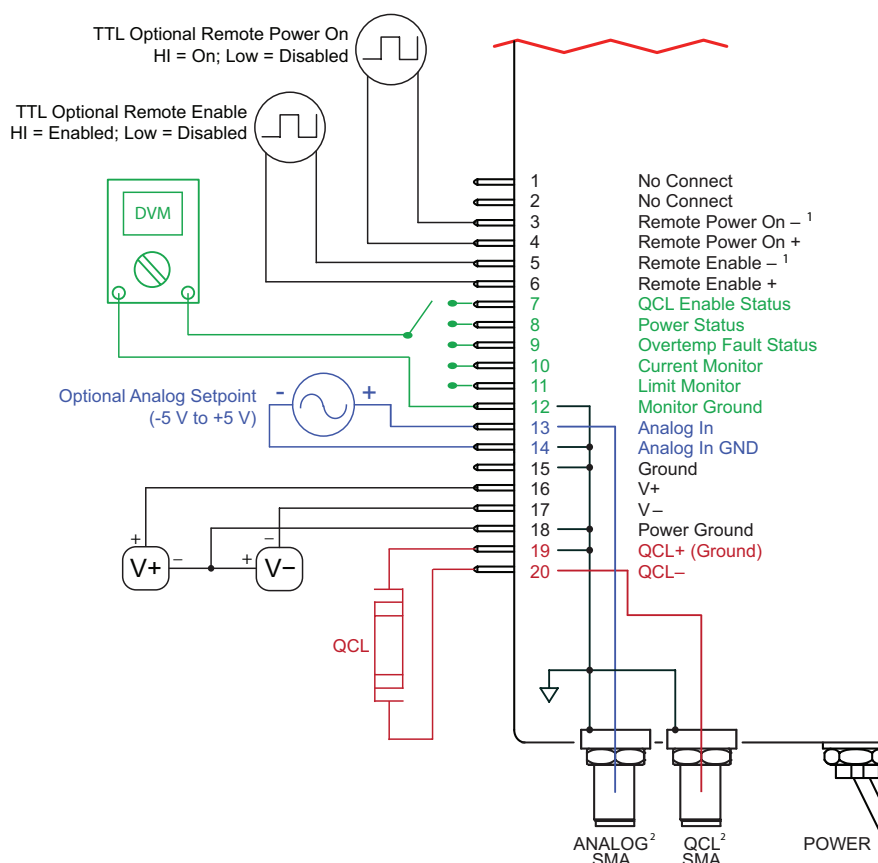 TTL Optional Remote Power On
HI = On; Low = Disabled
TTL Optional Remote Enable
HI = Enabled; Low = Disabled
DVM
1 No Connect
2 No Connect
3 Remote Power On – 1
4 Remote Power On +
5 Remote Enable – 1
6 Remote Enable +
7 QCL Enable Status
8 Power Status
9 Overtemp Fault Status
10 Current Monitor
11 Limit Monitor
12 Monitor Ground
13 Analog In
14 Analog In GND
15 Ground
16 V+
17 V–
18 Power Ground
19 QCL+ (Ground)
20 QCL–
Optional Analog Setpoint
(-5 V to +5 V)
- +
+ – + –
V+ V–
QCL
ANALOG2
SMA
QCL2
SMA
POWER